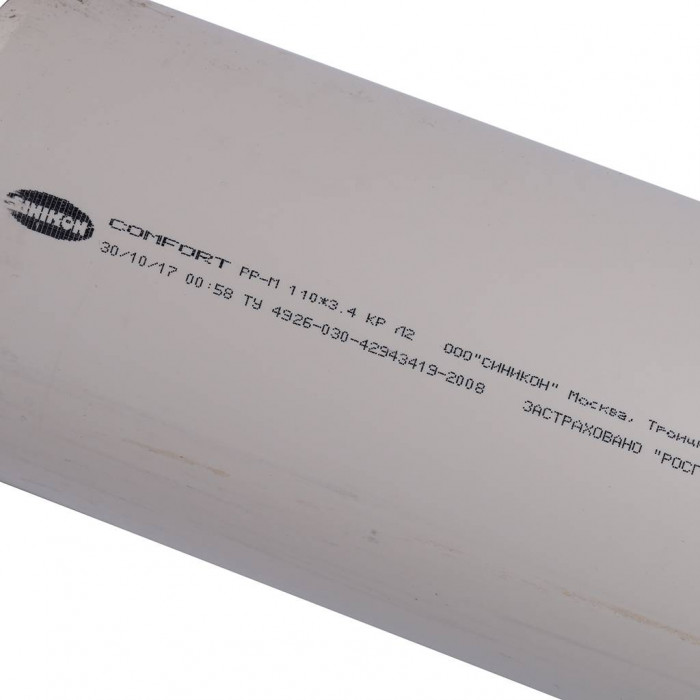 SINIKON COMFORT PP-M 110*3.4 КР Л2 ООО"СИНИКОН" Москва, Троицк
30/10/17 00:58 ТУ 4926-030-42943419-2008 ЗАСТРАХОВАНО "РОСГ